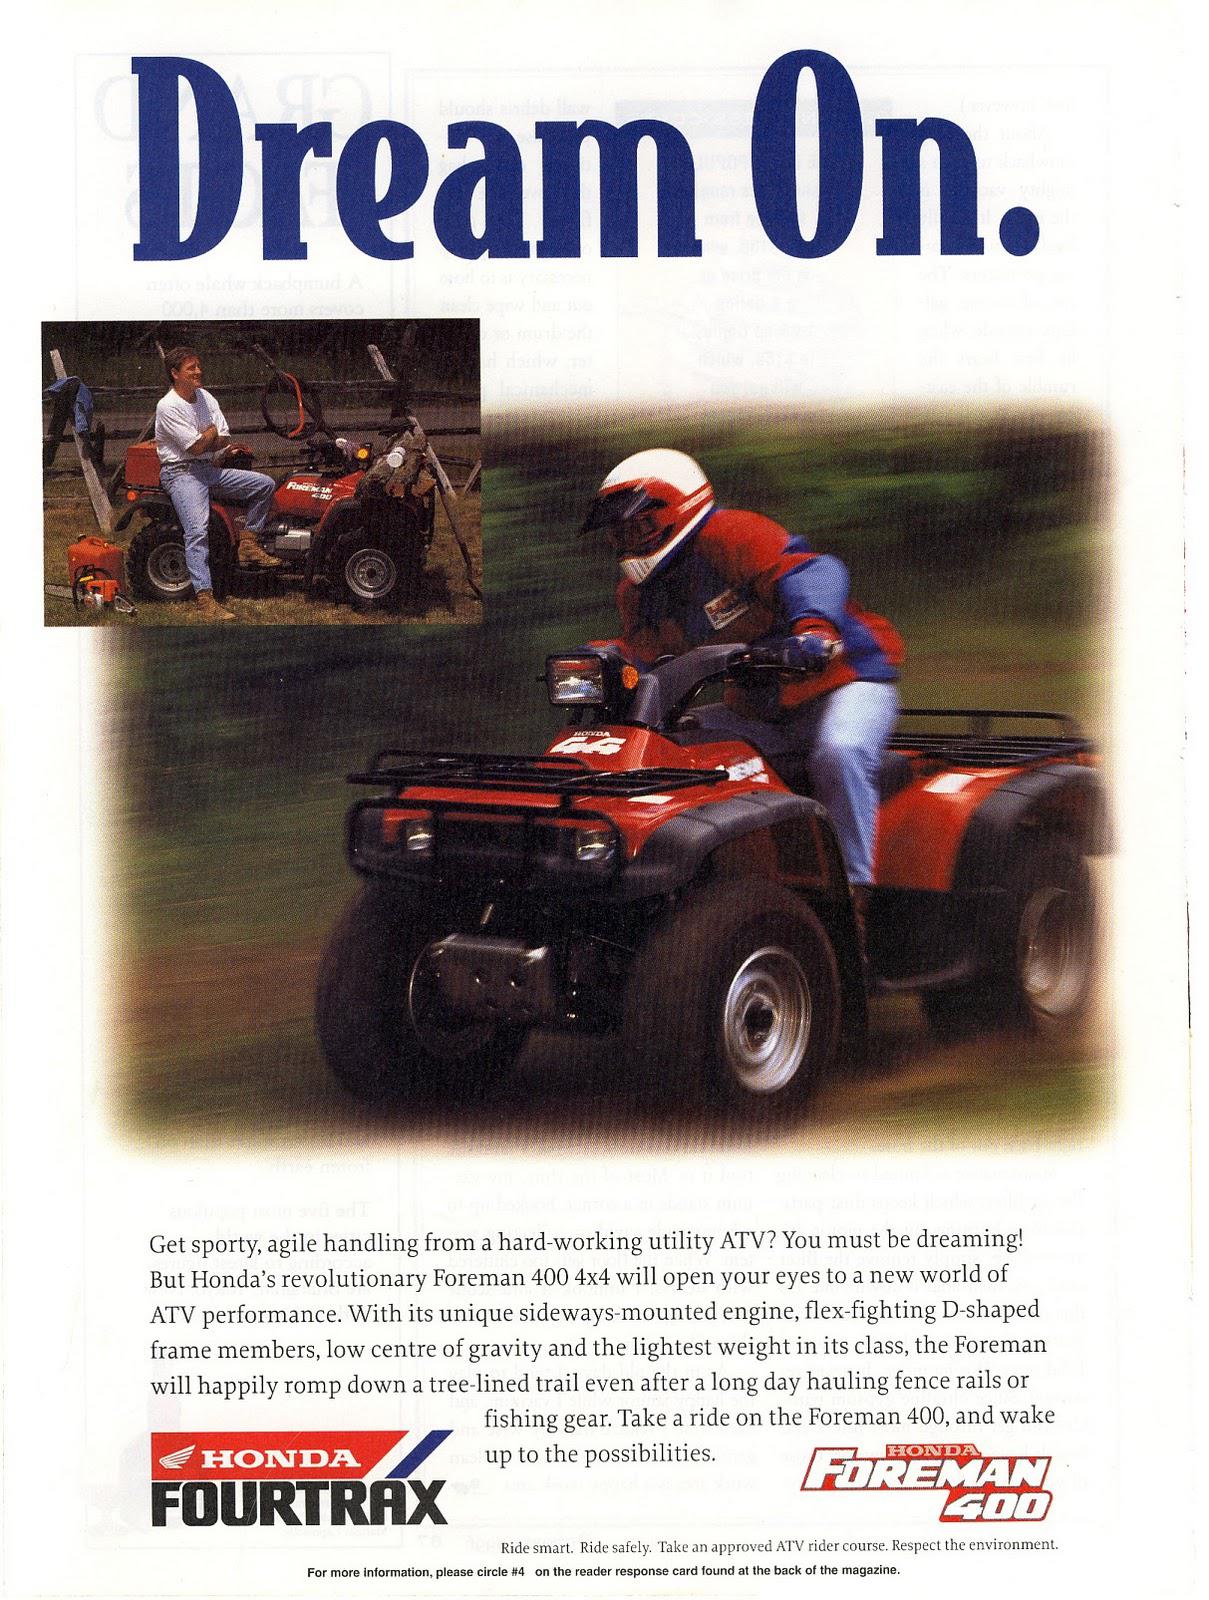 Dream On.
FOREMAN
400
HONDA
44
Get sporty, agile handling from a hard-working utility ATV? You must be dreaming!
But Honda's revolutionary Foreman 400 4x4 will open your eyes to a new world of
ATV performance. With its unique sideways-mounted engine, flex-fighting D-shaped
frame members, low centre of gravity and the lightest weight in its class, the Foreman
will happily romp down a tree-lined trail even after a long day hauling fence rails or
fishing gear. Take a ride on the Foreman 400, and wake
up to the possibilities.
HONDA
FOURTRAX
HONDA
FOREMAN
400
Ride smart. Ride safely. Take an approved ATV rider course. Respect the environment.
For more information, please circle #4 on the reader response card found at the back of the magazine.